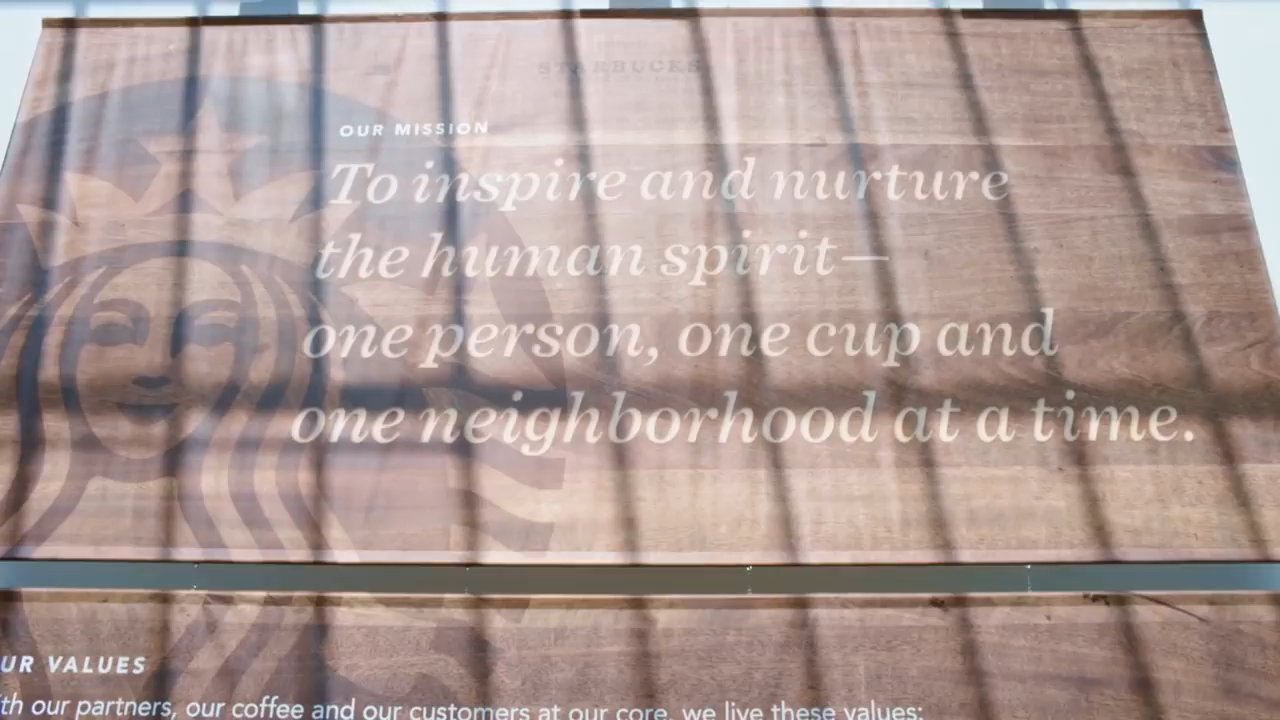 STARBUCKS
OUR MISSION
To inspire and nurture
the human spirit—
one person, one cup and
one neighborhood at a time.
UR VALUES
th our partners, our coffee and our customers at our core, we live these values: